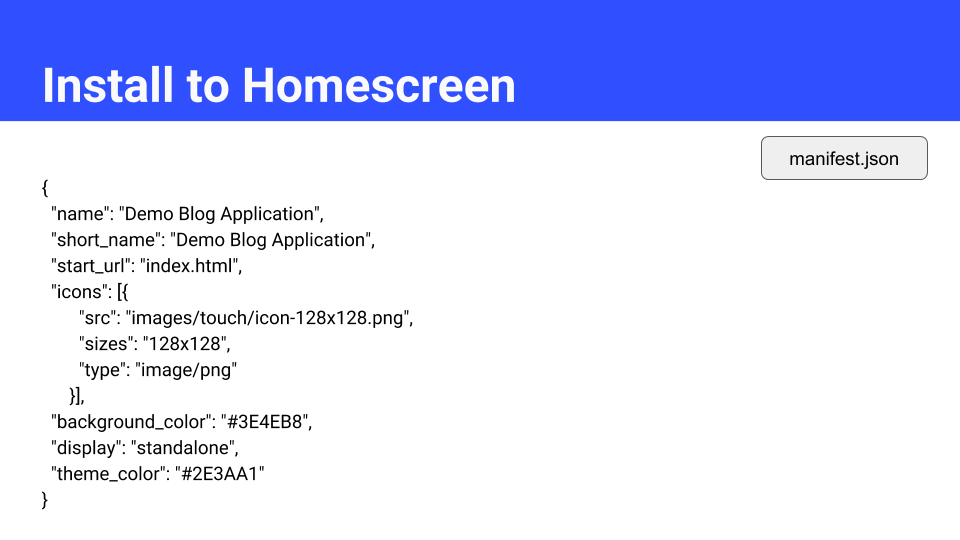 Install to Homescreen
manifest.json
{
"name": "Demo Blog Application",
"short_name": "Demo Blog Application",
"start_url": "index.html",
"icons": [{
"src": "images/touch/icon-128x128.png",
"sizes": "128x128",
"type": "image/png"
}],
"background_color": "#3E4EB8",
"display": "standalone",
"theme_color": "#2E3AA1"
}